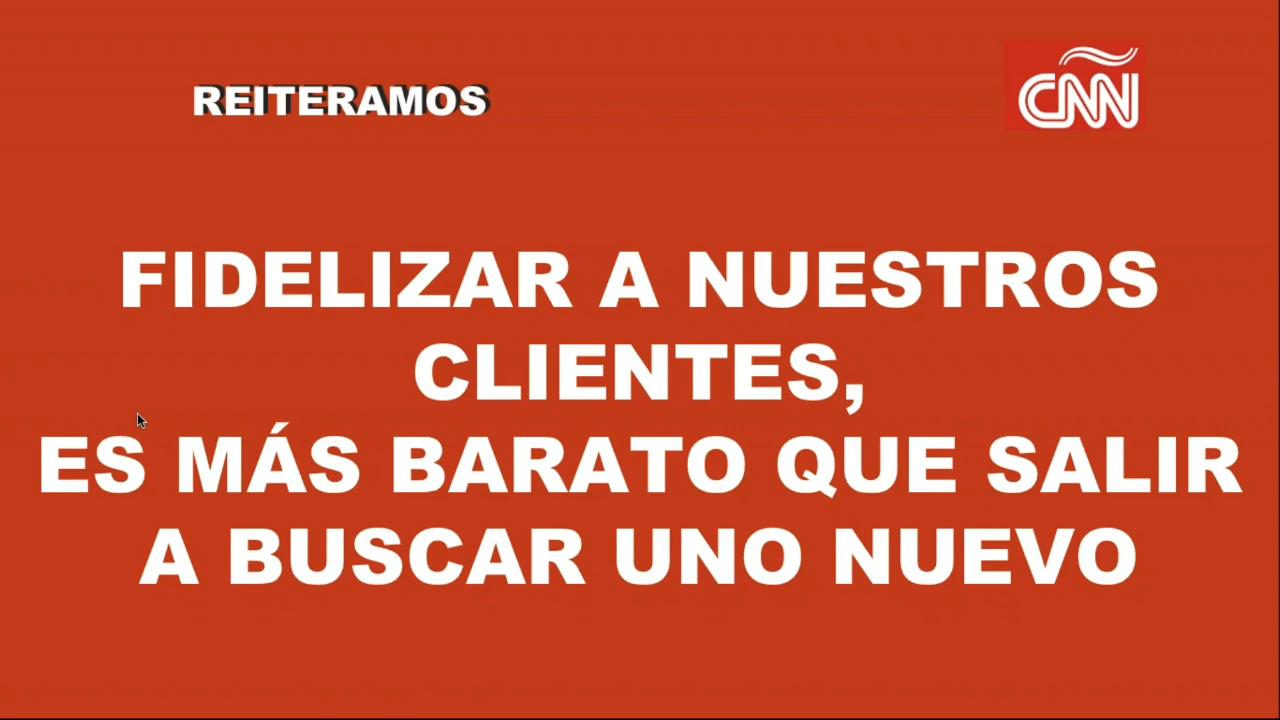 REITERAMOS
CNN
FIDELIZAR A NUESTROS
CLIENTES,
ES MÁS BARATO QUE SALIR
A BUSCAR UNO NUEVO